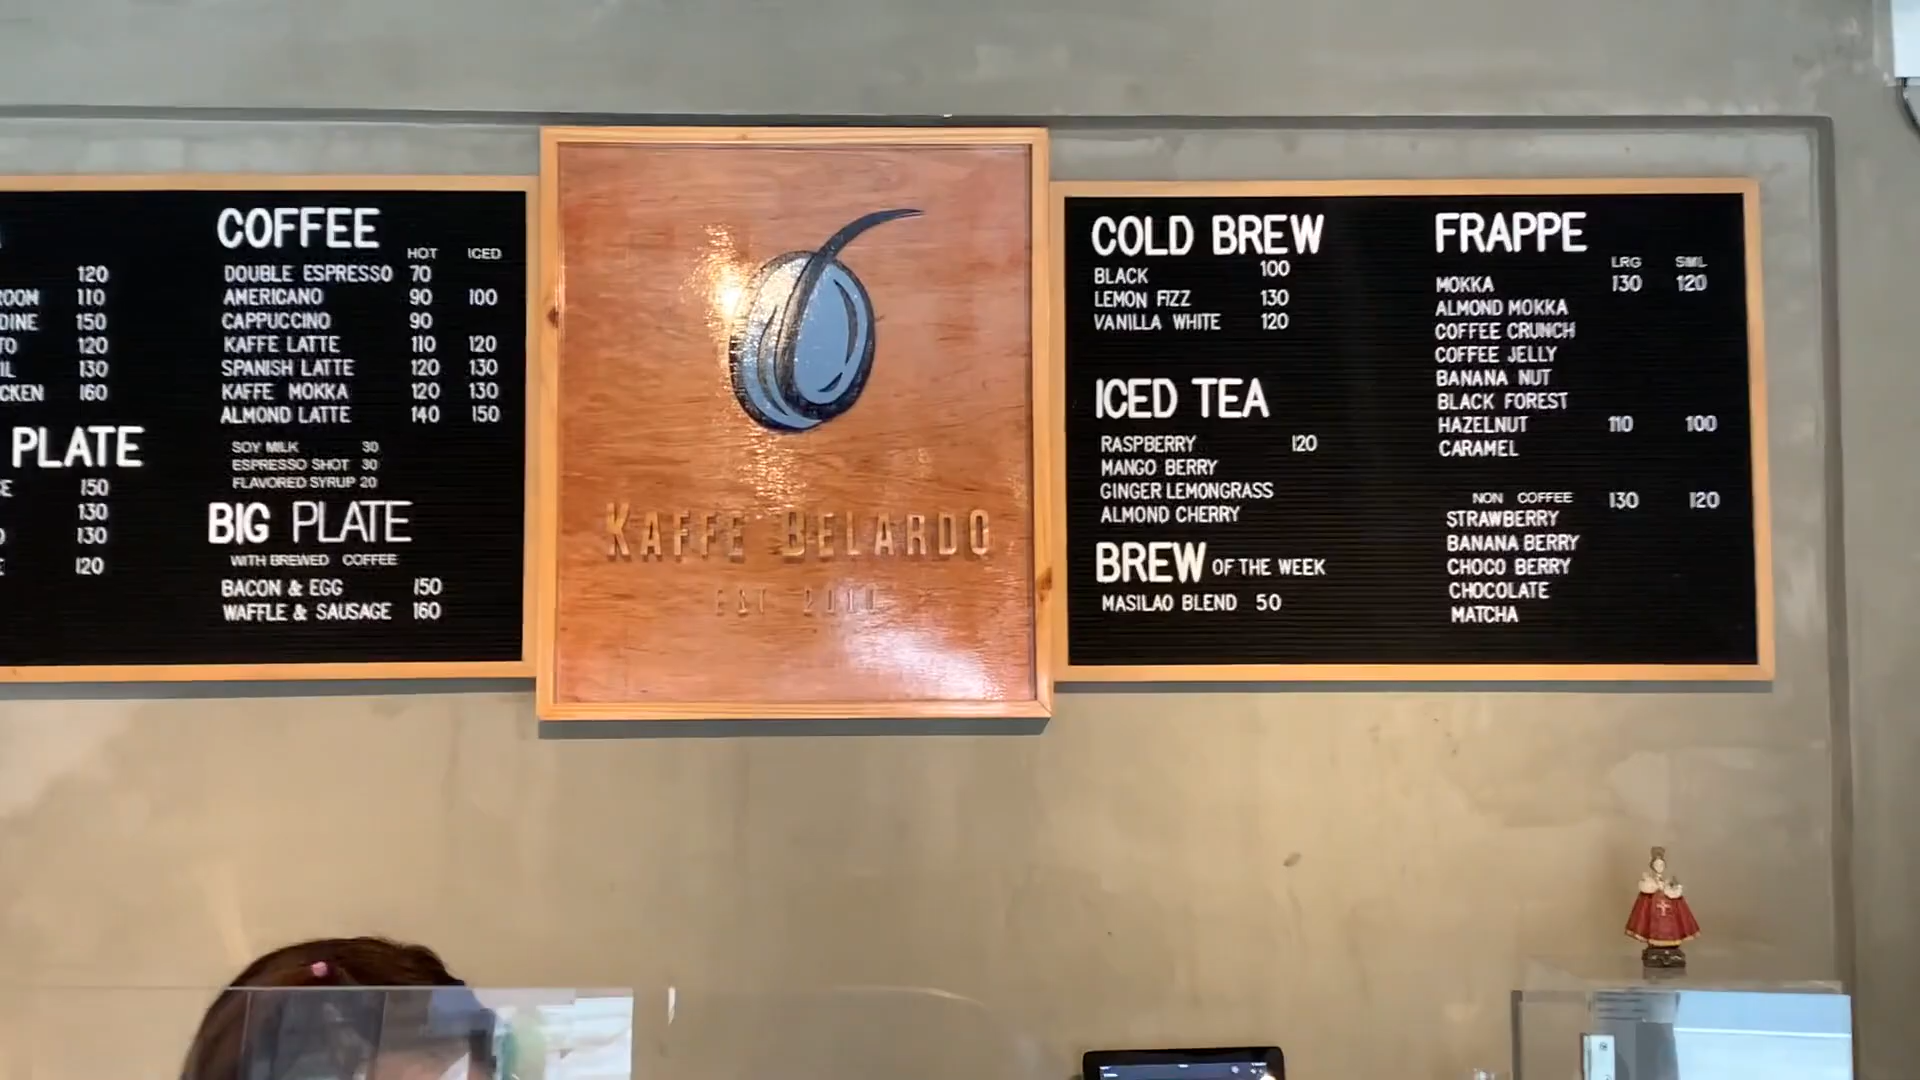 120
110
150
120
130
CKEN 160
PLATE
150
130
130
120
COFFEE
HOT ICED
DOUBLE ESPRESSO 70
AMERICANO 90 100
CAPPUCCINO 90
KAFFE LATTE 110 120
SPANISH LATTE 120 130
KAFFE MOKKA 120 130
ALMOND LATTE 140 150
SOY MILK 30
ESPRESSO SHOT 30
FLAVORED SYRUP 20
BIG PLATE
WITH BREWED COFFEE
BACON & EGG 150
WAFFLE & SAUSAGE 160
KAFFE BELARDO
EST.
COLD BREW
BLACK 100
LEMON FIZZ 130
VANILLA WHITE 120
ICED TEA
RASPBERRY 120
MANGO BERRY
GINGER LEMONGRASS
ALMOND CHERRY
BREW OF THE WEEK
MASILAO BLEND 50
FRAPPE
LRG SML
MOKKA 130 120
ALMOND MOKKA
COFFEE CRUNCH
COFFEE JELLY
BANANA NUT
BLACK FOREST
HAZELNUT 110 100
CARAMEL
NON COFFEE 130 120
STRAWBERRY
BANANA BERRY
CHOCO BERRY
CHOCOLATE
MATCHA